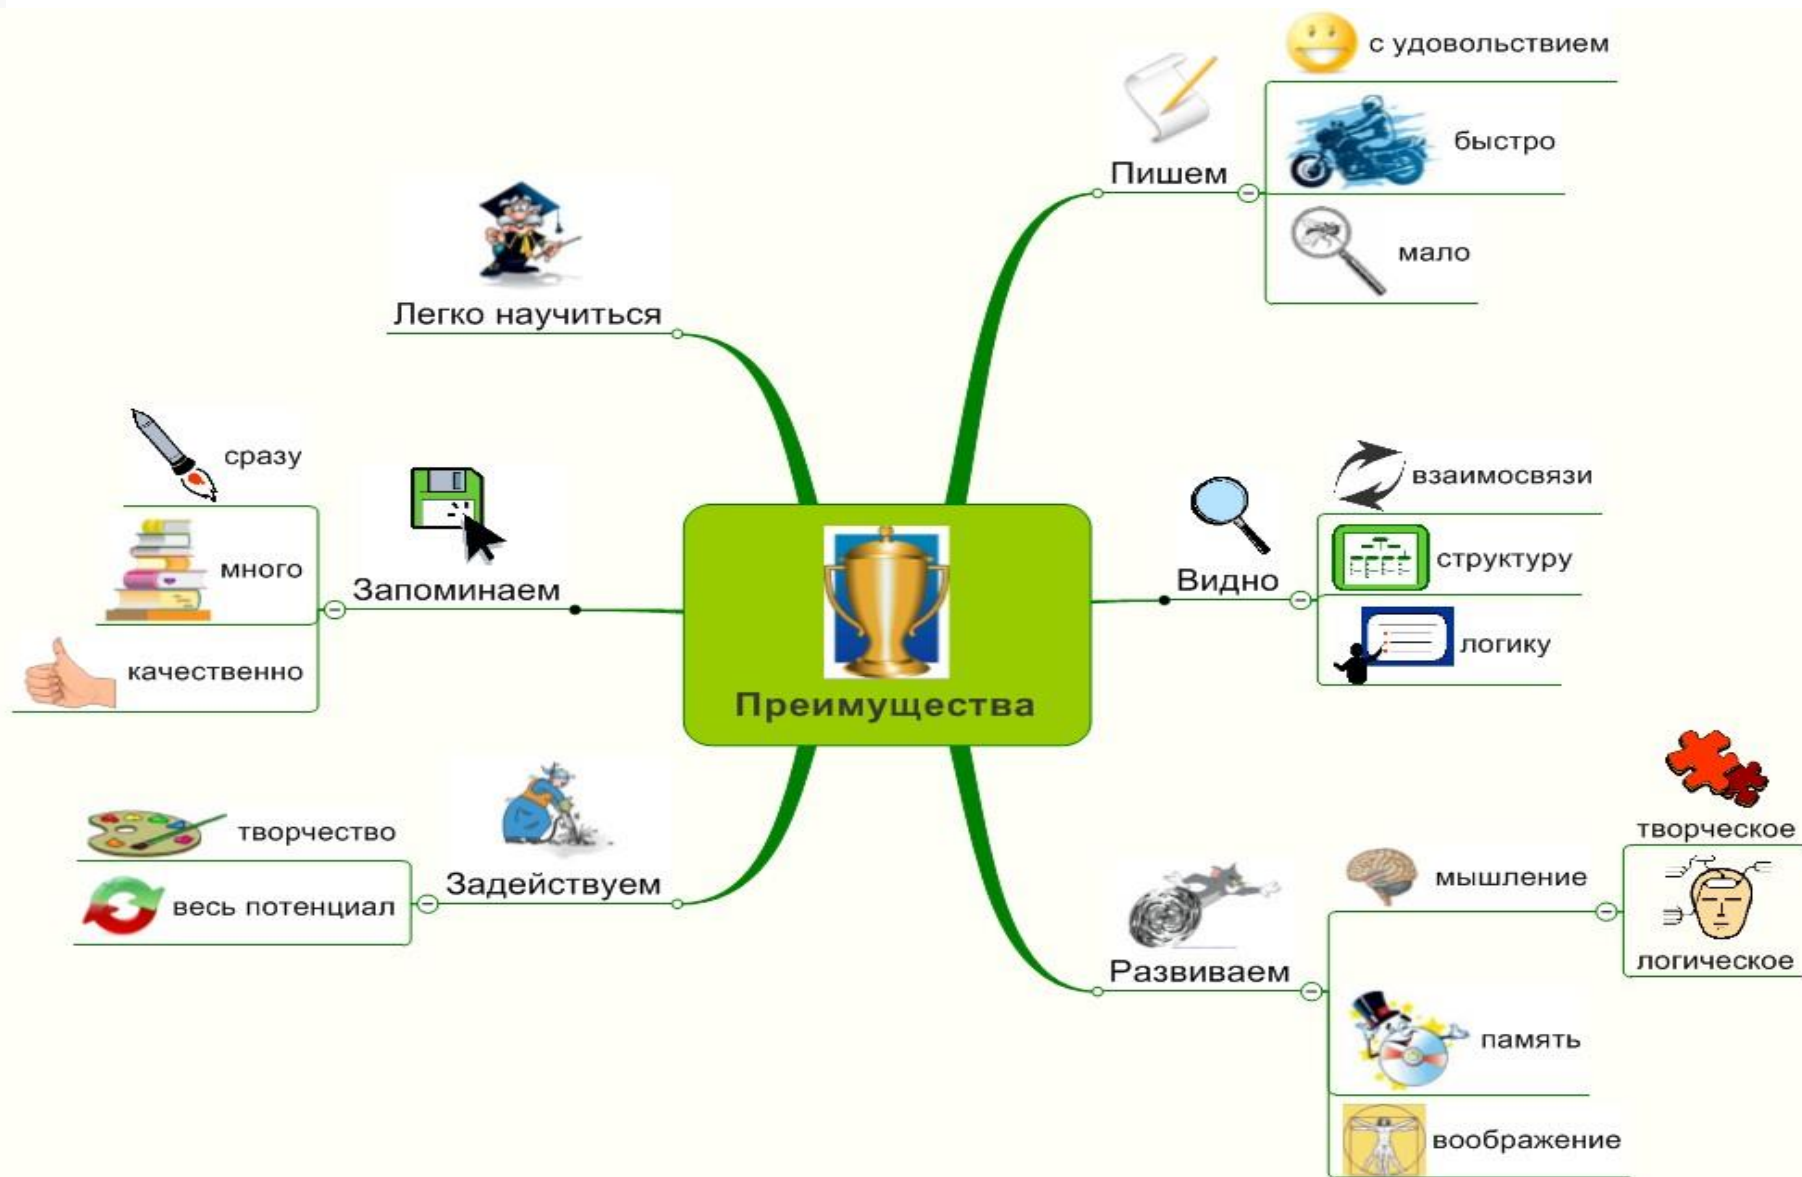 Преимущества
Пишем
с удовольствием
быстро
мало
Видно
взаимосвязи
структуру
логику
Развиваем
мышление
творческое
логическое
память
воображение
Задействуем
творчество
весь потенциал
Запоминаем
сразу
много
качественно
Легко научиться